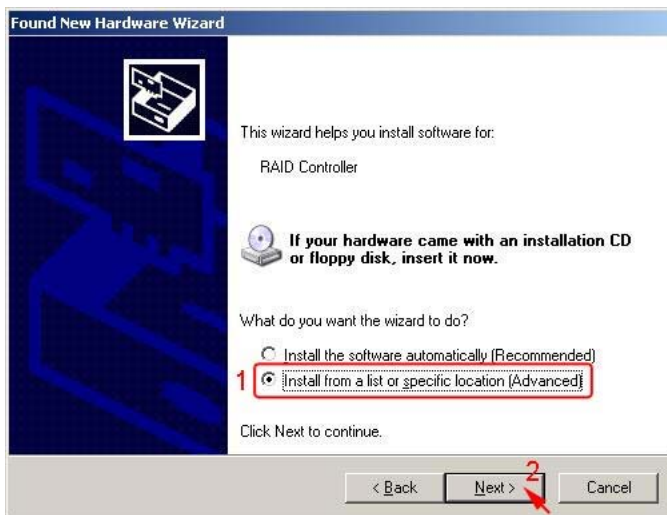 Found New Hardware Wizard
This wizard helps you install software for:
RAID Controller
If your hardware came with an installation CD
or floppy disk, insert it now.
What do you want the wizard to do?
Install the software automatically (Recommended)
1 Install from a list or specific location (Advanced)
Click Next to continue.
2
< Back Next > Cancel